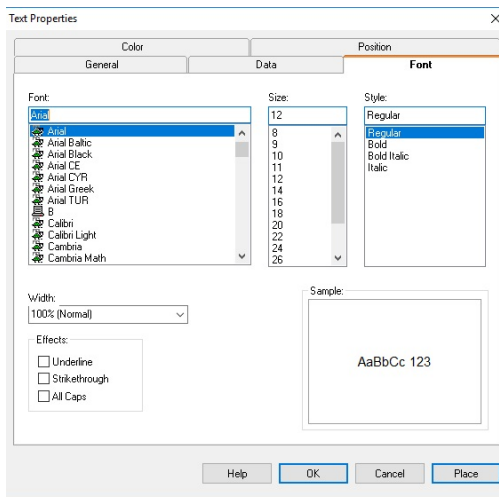 Text Properties
Color
Position
General
Data
Font
Font:
Arial
Arial
Arial Baltic
Arial Black
Arial CE
Arial CYR
Arial Greek
Arial TUR
B
Calibri
Calibri Light
Cambria
Cambria Math
Size:
12
8
9
10
11
12
14
16
18
20
22
24
26
Style:
Regular
Regular
Bold
Bold Italic
Italic
Width:
100% (Normal)
Effects:
Underline
Strikethrough
All Caps
Sample:
AaBbCc 123
Help
OK
Cancel
Place